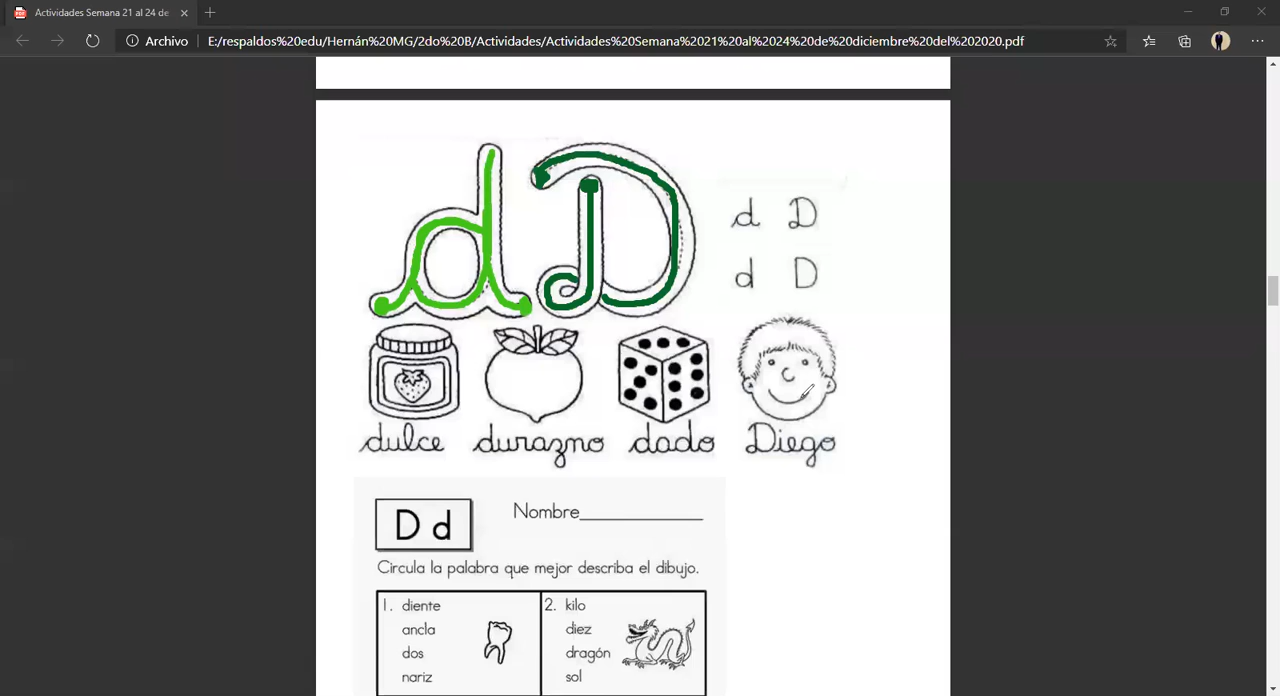 Actividades Semana 21 al 24 de
Archivo E:/respaldos%20edu/Hernán%20MG/2do%20B/Actividades/Actividades%20Semana%2021%20al%2024%20de%20diciembre%20del%202020.pdf
d D
d D
d D
dulce durazno dado Diego
D d
Nombre____________
Circula la palabra que mejor describa el dibujo.
1. diente
ancla
dos
nariz
2. kilo
diez
dragón
sol